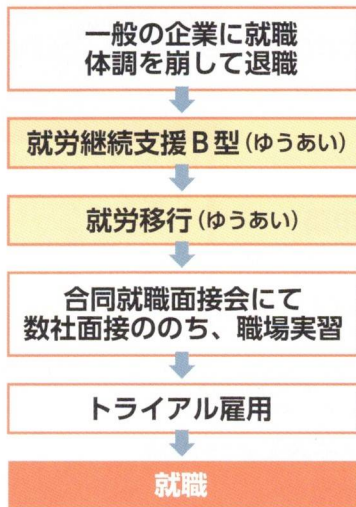 一般の企業に就職
体調を崩して退職
就労継続支援B型(ゆうあい)
就労移行(ゆうあい)
合同就職面接会にて
数社面接ののち、職場実習
トライアル雇用
就職